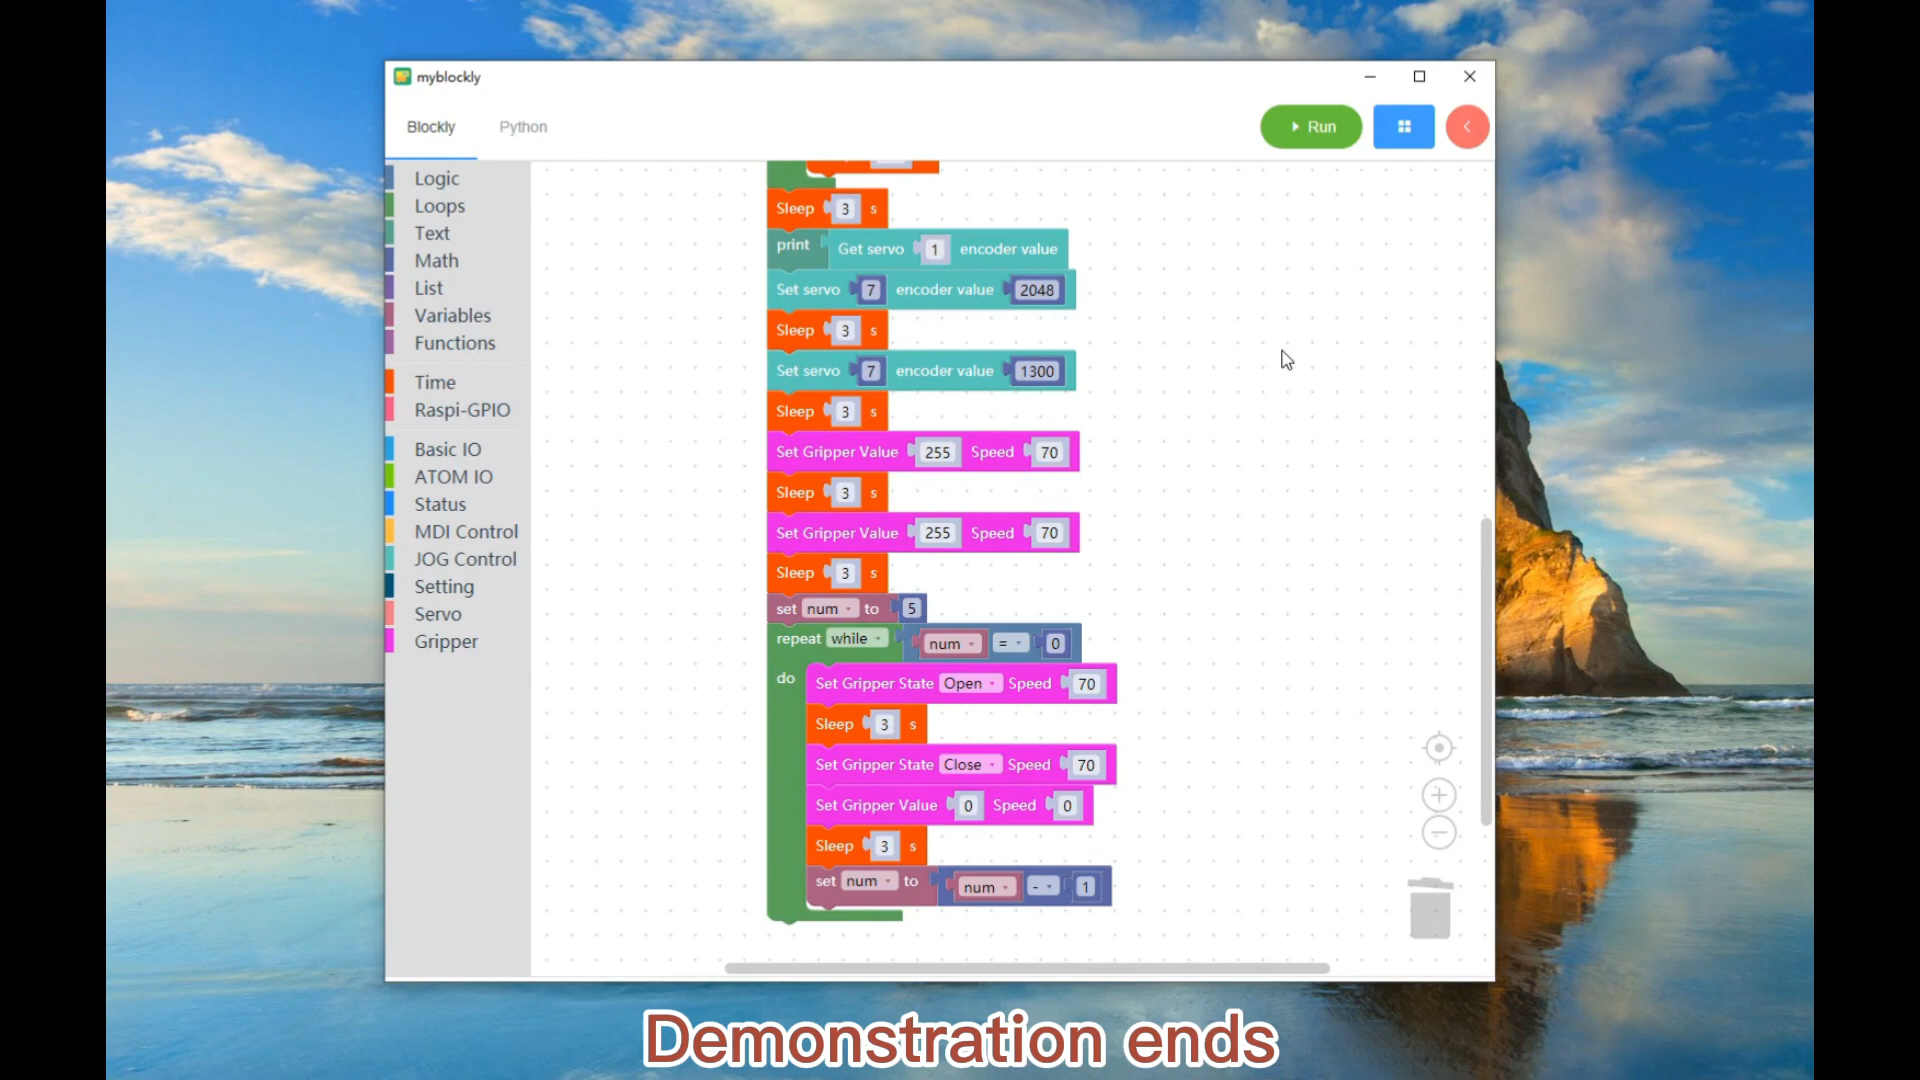 myblockly
Blockly Python Run
Logic
Loops
Text
Math
List
Variables
Functions
Time
Raspi-GPIO
Basic IO
ATOM IO
Status
MDI Control
JOG Control
Setting
Servo
Gripper
Sleep 3 s
print Get servo 1 encoder value
Set servo 7 encoder value 2048
Sleep 3 s
Set servo 7 encoder value 1300
Sleep 3 s
Set Gripper Value 255 Speed 70
Sleep 3 s
Set Gripper Value 255 Speed 70
Sleep 3 s
set num to 5
repeat while num = 0
do Set Gripper State Open Speed 70
Sleep 3 s
Set Gripper State Close Speed 70
Set Gripper Value 0 Speed 0
Sleep 3 s
set num to num - 1
Demonstration ends